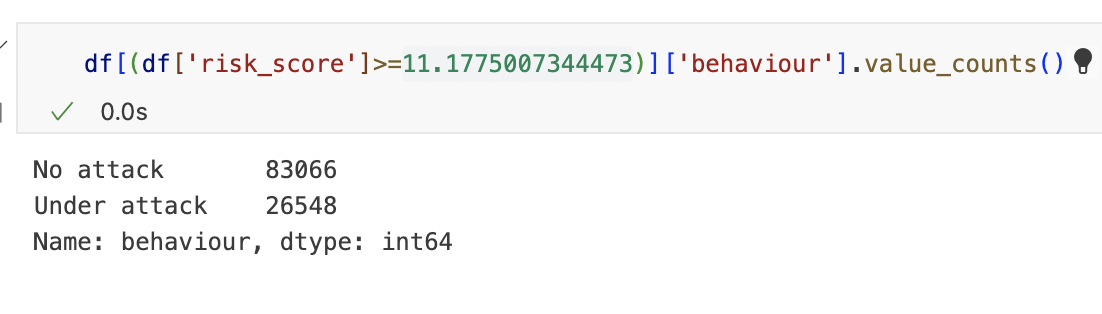 df[(df['risk_score']>=11.1775007344473)]['behaviour'].value_counts()
0.0s
No attack 83066
Under attack 26548
Name: behaviour, dtype: int64